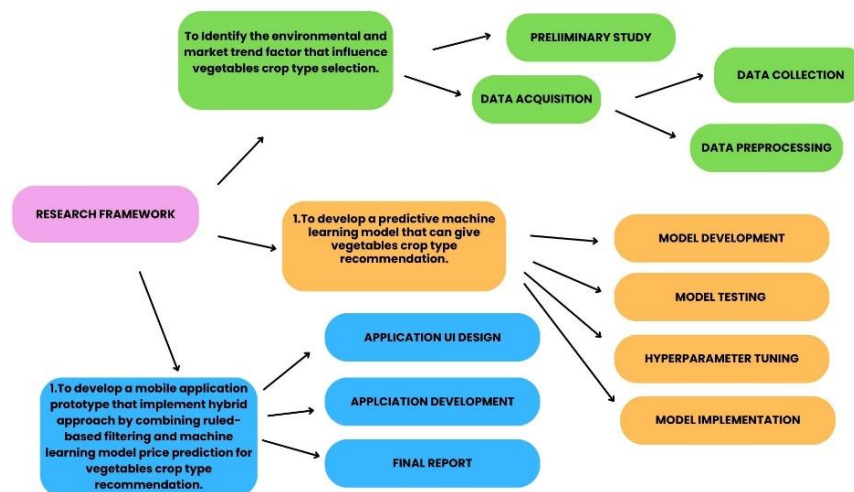 To Identify the environmental and
market trend factor that influence
vegetables crop type selection.
PRELIIMINARY STUDY
DATA ACQUISITION
DATA COLLECTION
DATA PREPROCESSING
RESEARCH FRAMEWORK
1.To develop a predictive machine
learning model that can give
vegetables crop type
recommendation.
MODEL DEVELOPMENT
MODEL TESTING
HYPERPARAMETER TUNING
MODEL IMPLEMENTATION
1.To develop a mobile application
prototype that implement hybrid
approach by combining ruled-
based filtering and machine
learning model price prediction for
vegetables crop type
recommendation.
APPLICATION UI DESIGN
APPLCIATION DEVELOPMENT
FINAL REPORT